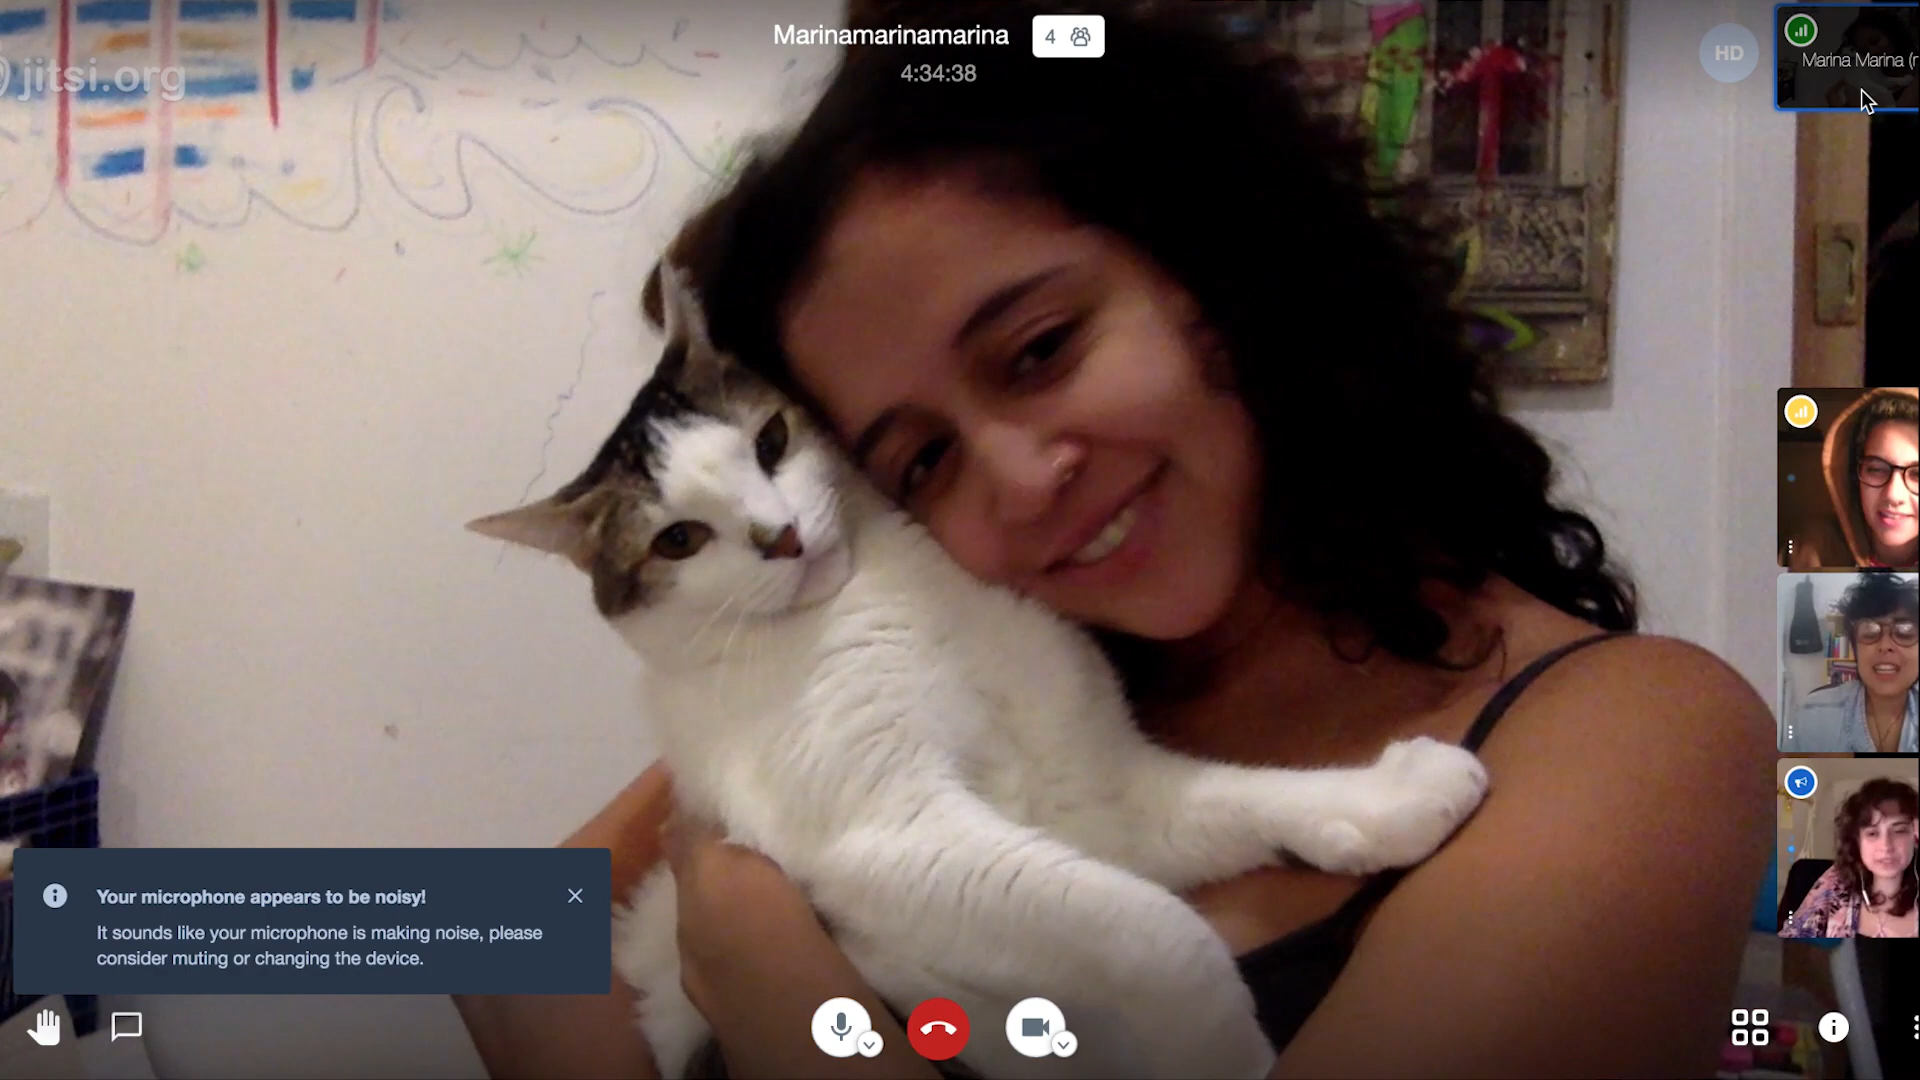 jitsi.org
Marinamarinamarina
4
4:34:38
HD
Marina Marina (r
Your microphone appears to be noisy!
It sounds like your microphone is making noise, please
consider muting or changing the device.